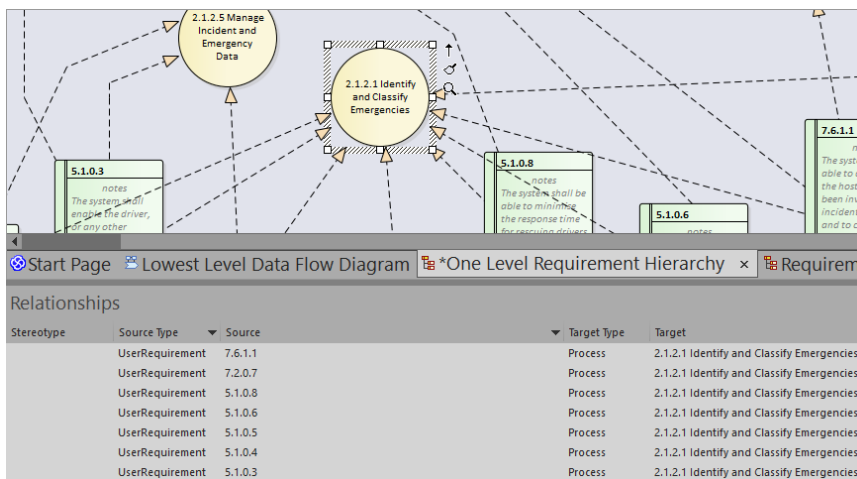 2.1.2.5 Manage
Incident and
Emergency
Data
2.1.2.1 Identify
and Classify
Emergencies
5.1.0.3
notes
The system shall
enable the driver,
or any other
5.1.0.8
notes
The system shall be
able to minimise
the response time
for rescuing drivers
5.1.0.6
notes
7.6.1.1
The syste
able to
the host
been inv
incident
and to
Start Page
Lowest Level Data Flow Diagram
*One Level Requirement Hierarchy ×
Requirem
Relationships
Stereotype Source Type Source Target Type Target
UserRequirement 7.6.1.1 Process 2.1.2.1 Identify and Classify Emergencies
UserRequirement 7.2.0.7 Process 2.1.2.1 Identify and Classify Emergencies
UserRequirement 5.1.0.8 Process 2.1.2.1 Identify and Classify Emergencies
UserRequirement 5.1.0.6 Process 2.1.2.1 Identify and Classify Emergencies
UserRequirement 5.1.0.5 Process 2.1.2.1 Identify and Classify Emergencies
UserRequirement 5.1.0.4 Process 2.1.2.1 Identify and Classify Emergencies
UserRequirement 5.1.0.3 Process 2.1.2.1 Identify and Classify Emergencies